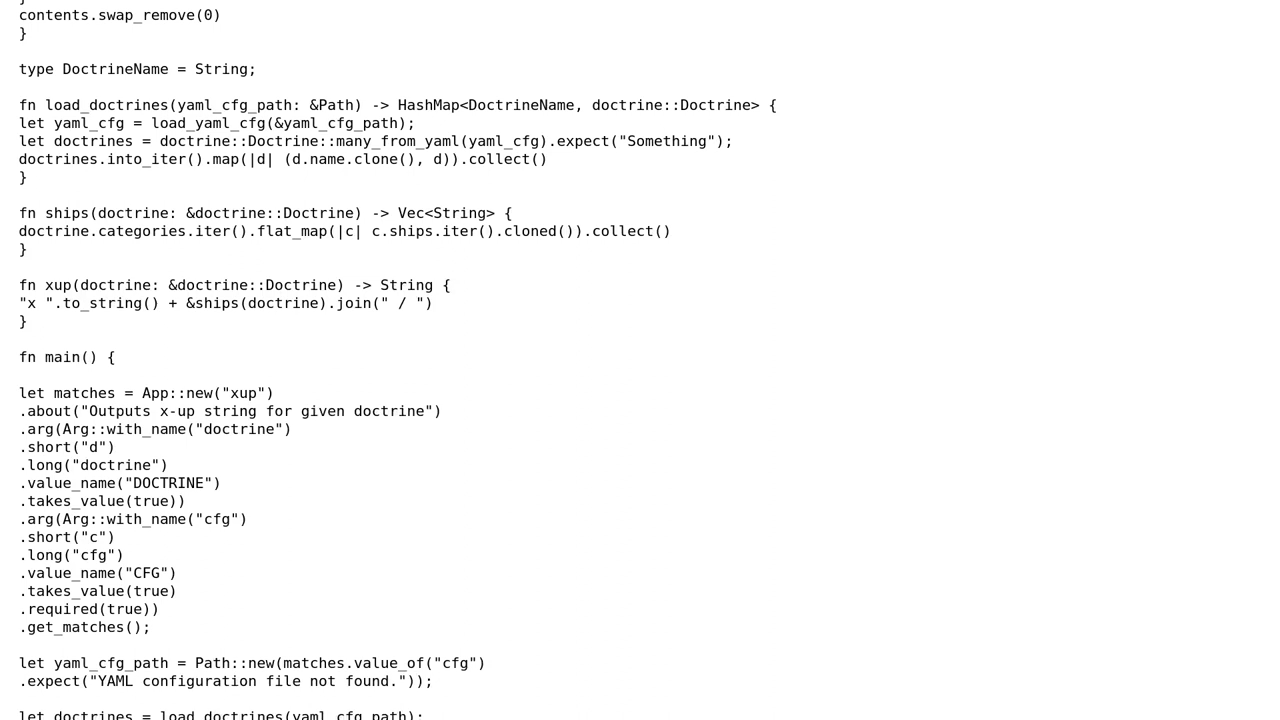 }
contents.swap_remove(0)
}

type DoctrineName = String;

fn load_doctrines(yaml_cfg_path: &Path) -> HashMap<DoctrineName, doctrine::Doctrine> {
let yaml_cfg = load_yaml_cfg(&yaml_cfg_path);
let doctrines = doctrine::Doctrine::many_from_yaml(yaml_cfg).expect("Something");
doctrines.into_iter().map(|d| (d.name.clone(), d)).collect()
}

fn ships(doctrine: &doctrine::Doctrine) -> Vec<String> {
doctrine.categories.iter().flat_map(|c| c.ships.iter().cloned()).collect()
}

fn xup(doctrine: &doctrine::Doctrine) -> String {
"x ".to_string() + &ships(doctrine).join(" / ")
}

fn main() {

let matches = App::new("xup")
.about("Outputs x-up string for given doctrine")
.arg(Arg::with_name("doctrine")
.short("d")
.long("doctrine")
.value_name("DOCTRINE")
.takes_value(true))
.arg(Arg::with_name("cfg")
.short("c")
.long("cfg")
.value_name("CFG")
.takes_value(true)
.required(true))
.get_matches();

let yaml_cfg_path = Path::new(matches.value_of("cfg")
.expect("YAML configuration file not found."));

let doctrines = load_doctrines(yaml_cfg_path);